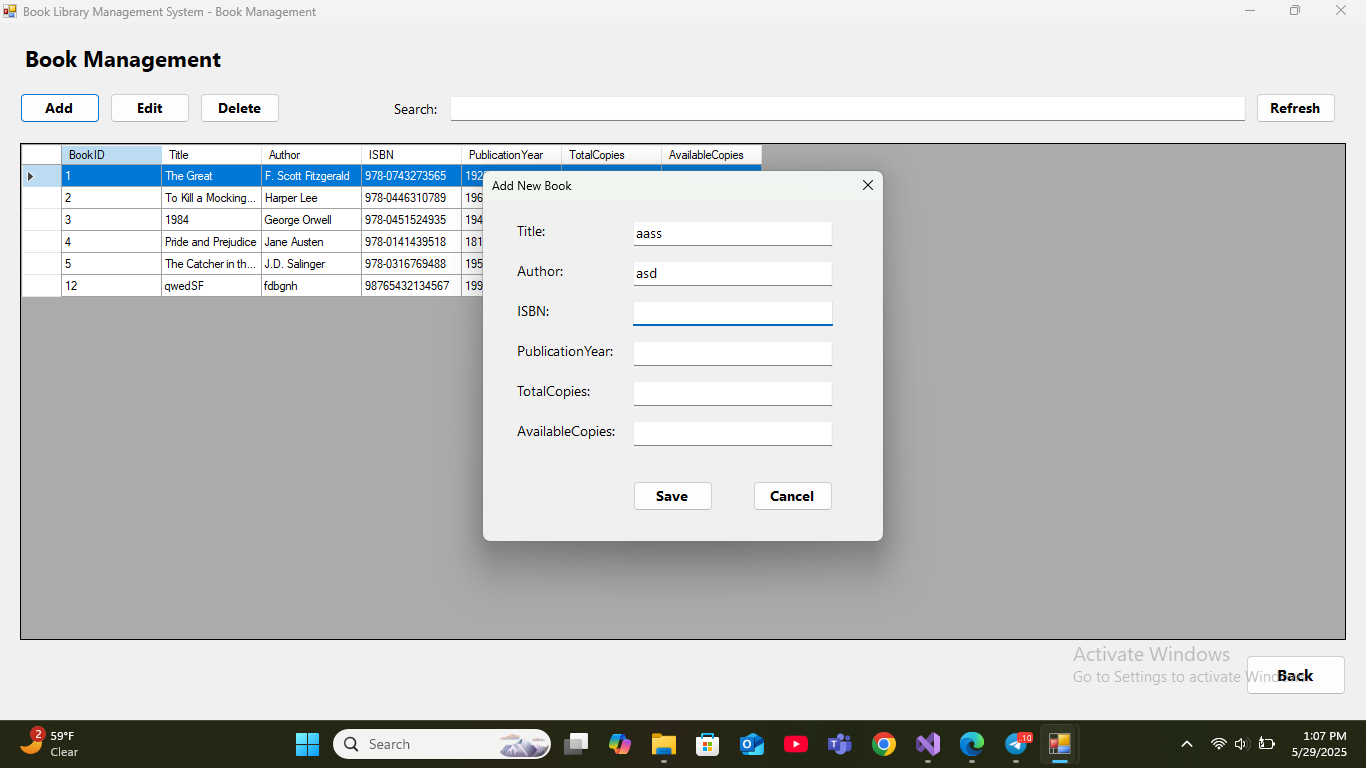 Book Library Management System - Book Management
Book Management
Add Edit Delete Search: Refresh
BookID Title Author ISBN PublicationYear TotalCopies AvailableCopies
1 The Great F. Scott Fitzgerald 978-0743273565 192
2 To Kill a Mocking... Harper Lee 978-0446310789 196
3 1984 George Orwell 978-0451524935 194
4 Pride and Prejudice Jane Austen 978-0141439518 181
5 The Catcher in th... J.D. Salinger 978-0316769488 195
12 qwedSF fdbgnh 98765432134567 199
Add New Book
Title: aass
Author: asd
ISBN:
PublicationYear:
TotalCopies:
AvailableCopies:
Save Cancel
Activate Windows
Go to Settings to activate
Back
2 59°F
Clear
Search
10
1:07 PM
5/29/2025